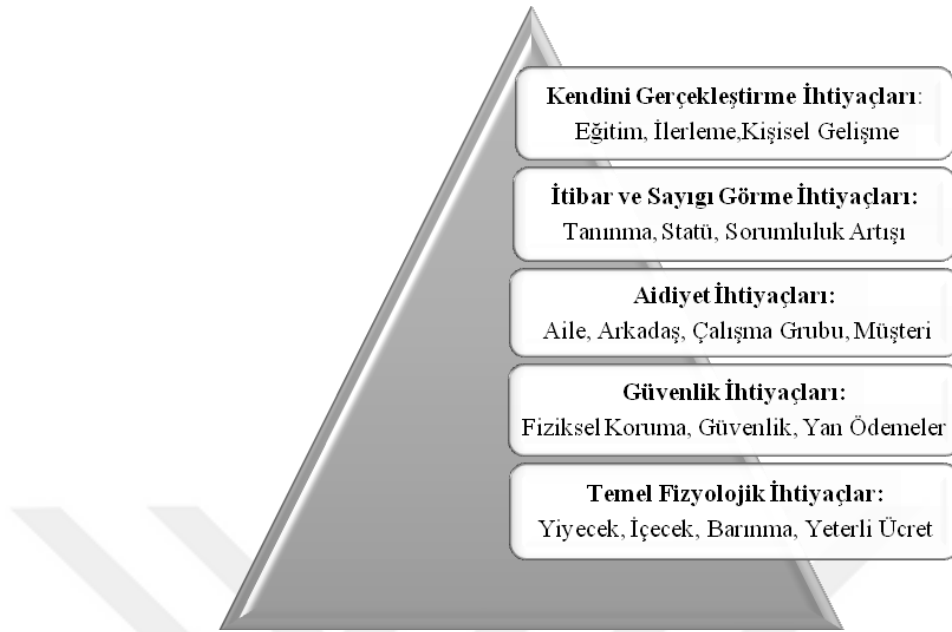 Kendini Gerçekleştirme İhtiyaçları:
Eğitim, İlerleme,Kişisel Gelişme
İtibar ve Sayıgı Görme İhtiyaçları:
Tanınma, Statü, Sorumluluk Artışı
Aidiyet İhtiyaçları:
Aile, Arkadaş, Çalışma Grubu, Müşteri
Güvenlik İhtiyaçları:
Fiziksel Koruma, Güvenlik, Yan Ödemeler
Temel Fizyolojik İhtiyaçlar:
Yiyecek, İçecek, Barınma, Yeterli Ücret